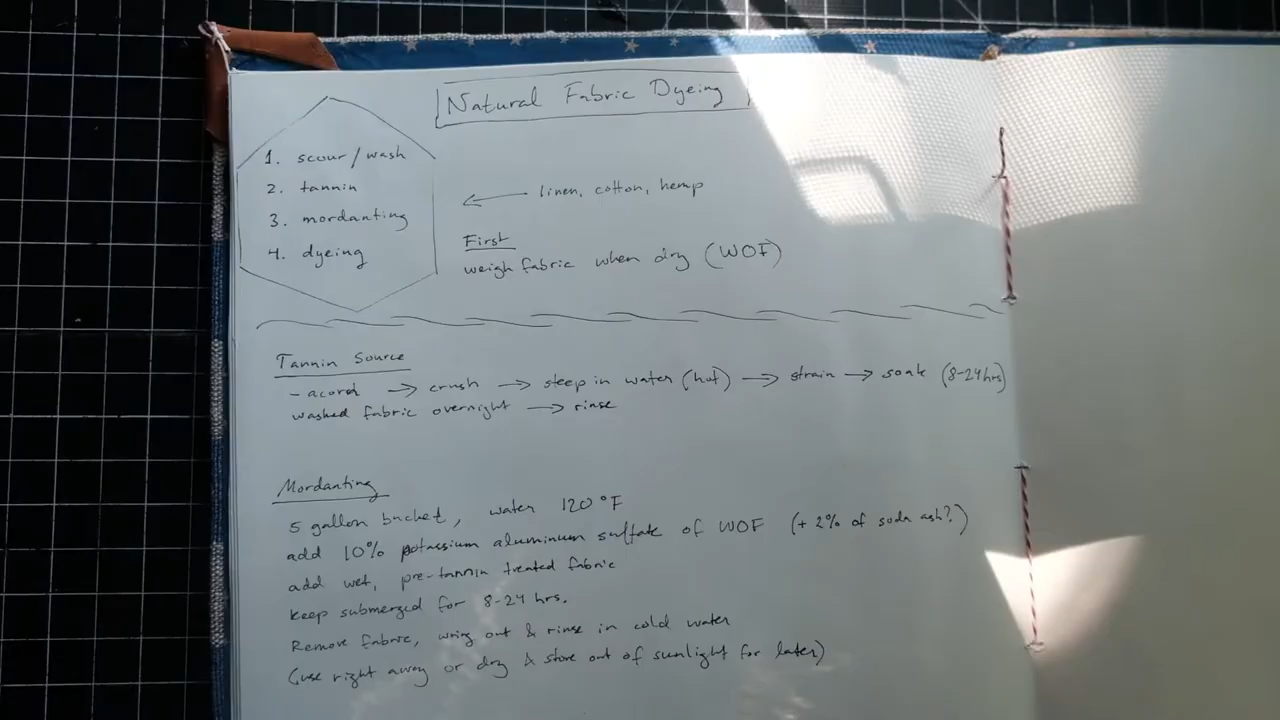 Natural Fabric Dyeing
1. scour/wash
2. tannin
3. mordanting
4. dyeing
← linen, cotton, hemp
First
weigh fabric when dry (WOF)
Tannin Source
- acord → crush → steep in water (hot) → strain → soak (8-24hrs)
washed fabric overnight → rinse
Mordanting
5 gallon bucket, water 120°F
add 10% potassium aluminum sulfate of WOF (+ 2% of soda ash?)
add wet, pre-tannin treated fabric
keep submerged for 8-24 hrs.
Remove fabric, wring out & rinse in cold water
(use right away or dry & store out of sunlight for later)